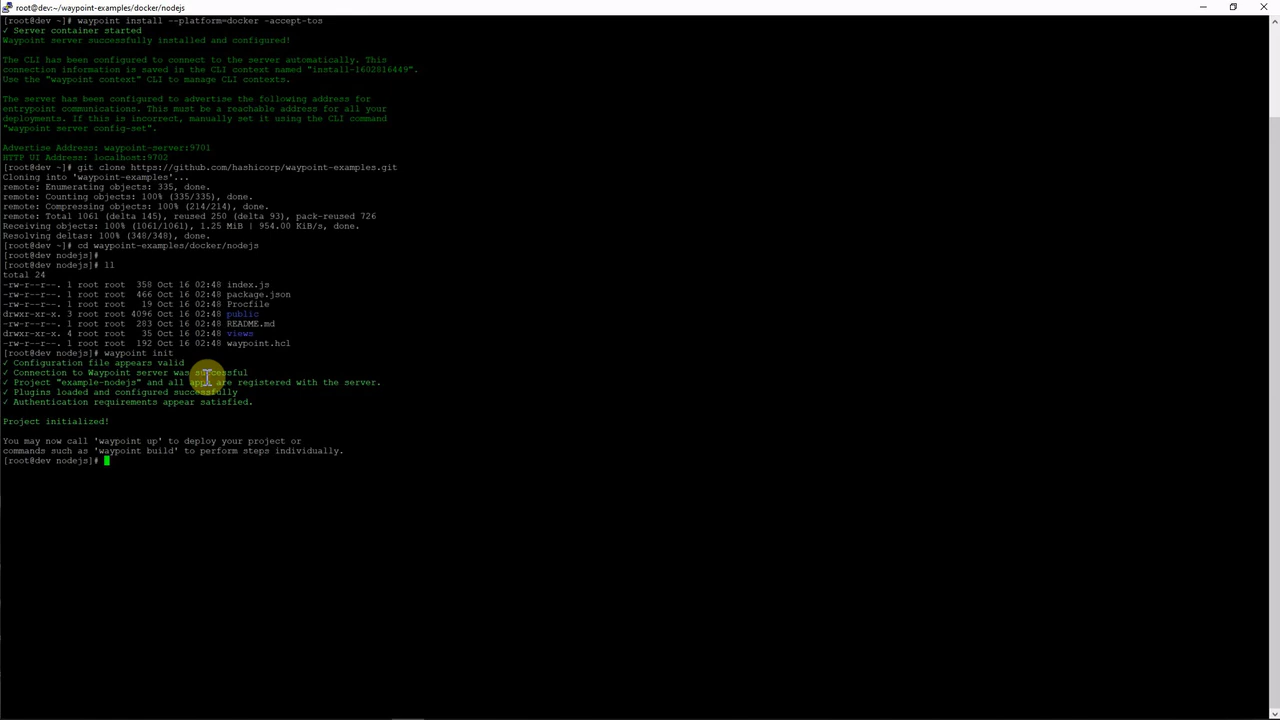 root@dev:~/waypoint-examples/docker/nodejs
[root@dev ~]# waypoint install --platform=docker -accept-tos
✓ Server container started
Waypoint server successfully installed and configured!
The CLI has been configured to connect to the server automatically. This
connection information is saved in the CLI context named "install-1602816449".
Use the "waypoint context" CLI to manage CLI contexts.
The server has been configured to advertise the following address for
entrypoint communications. This must be a reachable address for all your
deployments. If this is incorrect, manually set it using the CLI command
"waypoint server config-set".
Advertise Address: waypoint-server:9701
HTTP UI Address: localhost:9702
[root@dev ~]# git clone https://github.com/hashicorp/waypoint-examples.git
Cloning into 'waypoint-examples'...
remote: Enumerating objects: 335, done.
remote: Counting objects: 100% (335/335), done.
remote: Compressing objects: 100% (214/214), done.
remote: Total 1061 (delta 145), reused 250 (delta 93), pack-reused 726
Receiving objects: 100% (1061/1061), 1.25 MiB | 954.00 KiB/s, done.
Resolving deltas: 100% (348/348), done.
[root@dev ~]# cd waypoint-examples/docker/nodejs
[root@dev nodejs]#
[root@dev nodejs]# ll
total 24
-rw-r--r--. 1 root root  358 Oct 16 02:48 index.js
-rw-r--r--. 1 root root  466 Oct 16 02:48 package.json
-rw-r--r--. 1 root root   19 Oct 16 02:48 Procfile
drwxr-xr-x. 3 root root 4096 Oct 16 02:48 public
-rw-r--r--. 1 root root  283 Oct 16 02:48 README.md
drwxr-xr-x. 4 root root   35 Oct 16 02:48 views
-rw-r--r--. 1 root root  192 Oct 16 02:48 waypoint.hcl
[root@dev nodejs]# waypoint init
✓ Configuration file appears valid
✓ Connection to Waypoint server was successful
✓ Project "example-nodejs" and all apps are registered with the server.
✓ Plugins loaded and configured successfully
✓ Authentication requirements appear satisfied.
Project initialized!
You may now call 'waypoint up' to deploy your project or
commands such as 'waypoint build' to perform steps individually.
[root@dev nodejs]#